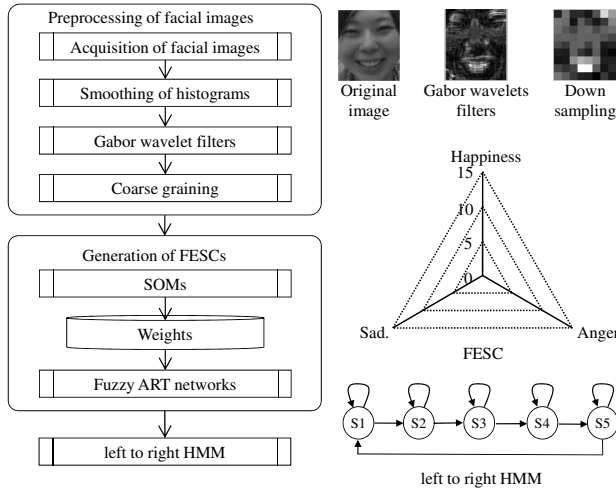 Preprocessing of facial images
Acquisition of facial images
Smoothing of histograms
Gabor wavelet filters
Coarse graining
Generation of FESCs
SOMs
Weights
Fuzzy ART networks
left to right HMM
Original
image
Gabor wavelets
filters
Down
sampling
Happiness
15
10
5
0
Sad.
Anger
FESC
S1
S2
S3
S4
S5
left to right HMM